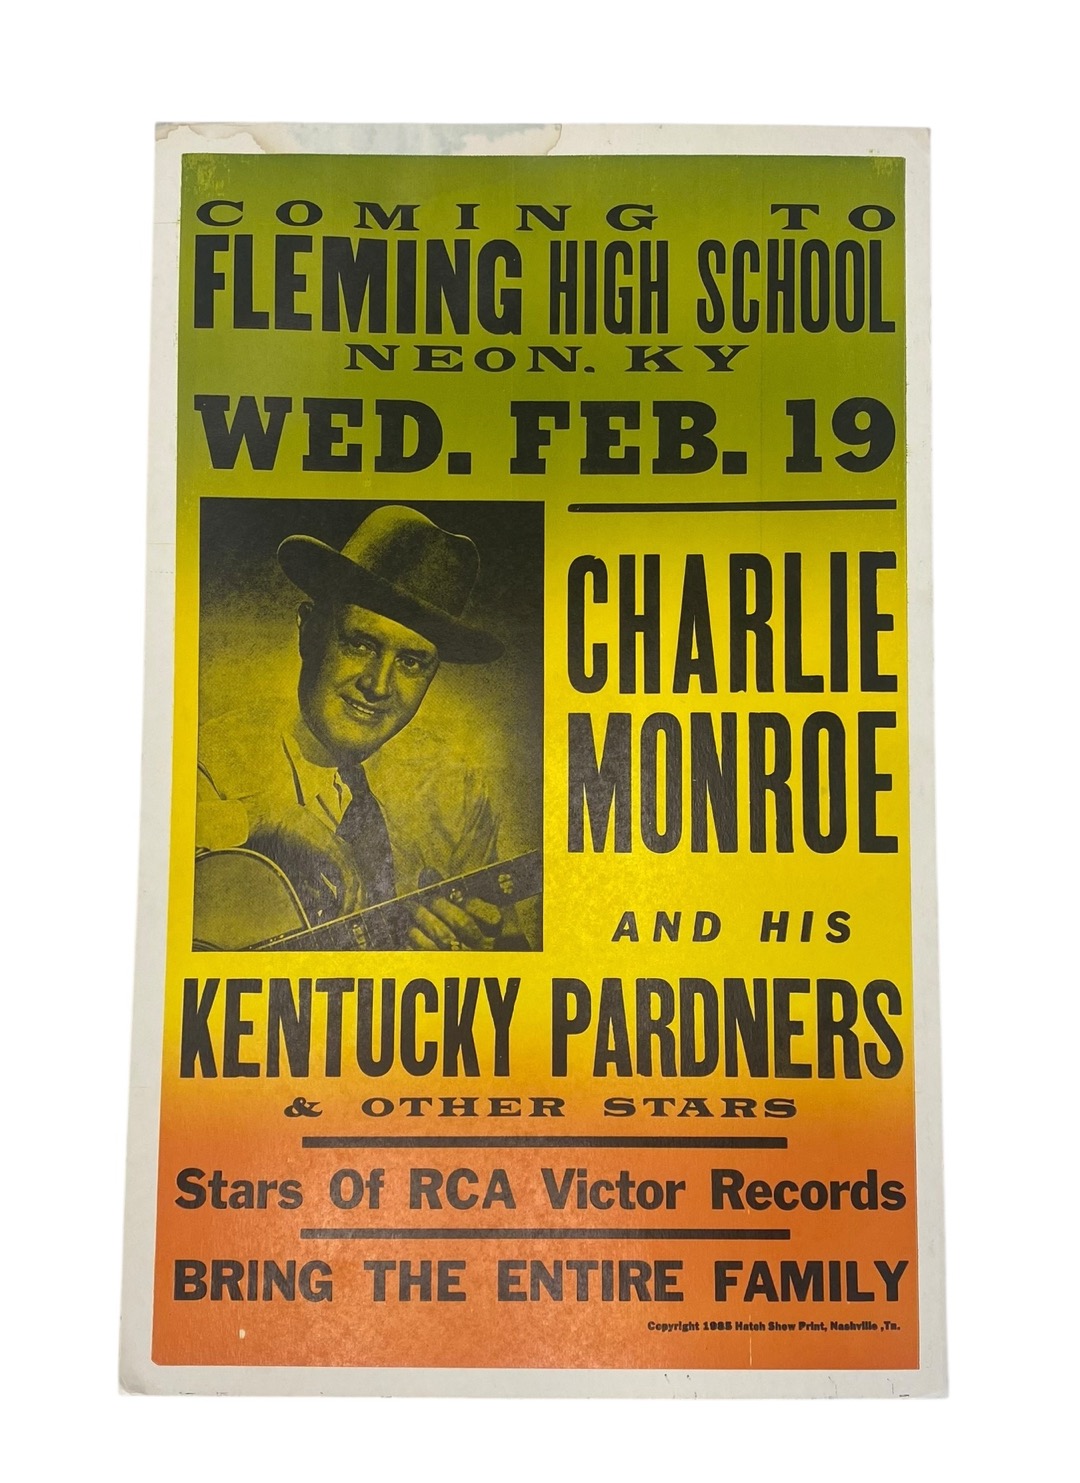 COMING TO
FLEMING HIGH SCHOOL
NEON. KY
WED. FEB. 19
CHARLIE
MONROE
AND HIS
KENTUCKY PARDNERS
& OTHER STARS
Stars Of RCA Victor Records
BRING THE ENTIRE FAMILY
Copyright 1985 Hatch Show Print, Nashville ,Tn.